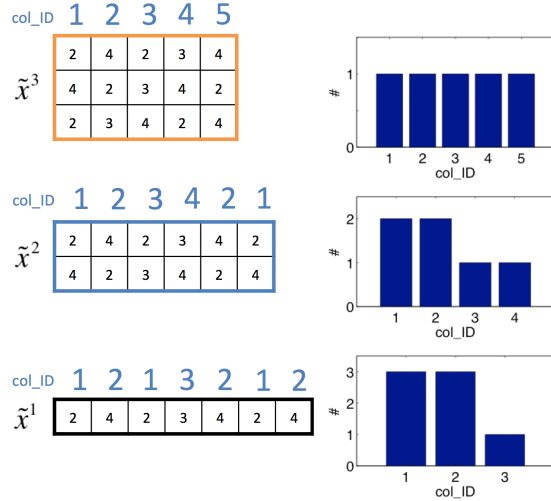 col_ID 1 2 3 4 5
2 4 2 3 4
4 2 3 4 2
2 3 4 2 4
x̃³
#
1
0
1 2 3 4 5
col_ID
col_ID 1 2 3 4 2 1
2 4 2 3 4 2
4 2 3 4 2 4
x̃²
#
2
1
0
1 2 3 4
col_ID
col_ID 1 2 1 3 2 1 2
x̃¹ 2 4 2 3 4 2 4
#
3
2
1
0
1 2 3
col_ID